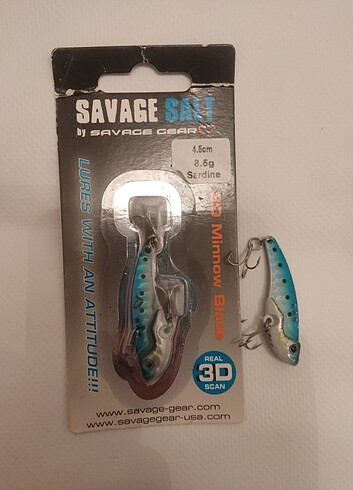 SAVAGE SALT
by SAVAGE GEAR
4.5cm
8.5g
Sardine
3D Minnow Blade
LURES WITH AN ATTITUDE!!!
REAL
3D
SCAN
www.savage-gear.com
www.savagegear-usa.com